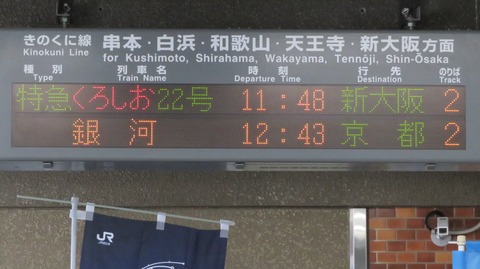 きのくに線 串本・白浜・和歌山・天王寺・新大阪方面
Kinokuni Line for Kushimoto, Shirahama, Wakayama, Tennōji, Shin-Ōsaka
種別 列車名 時刻 行先 のりば
Type Train Name Departure Time Destination Track
特急くろしお22号 11:48 新大阪 2
銀河 12:43 京都 2
JR